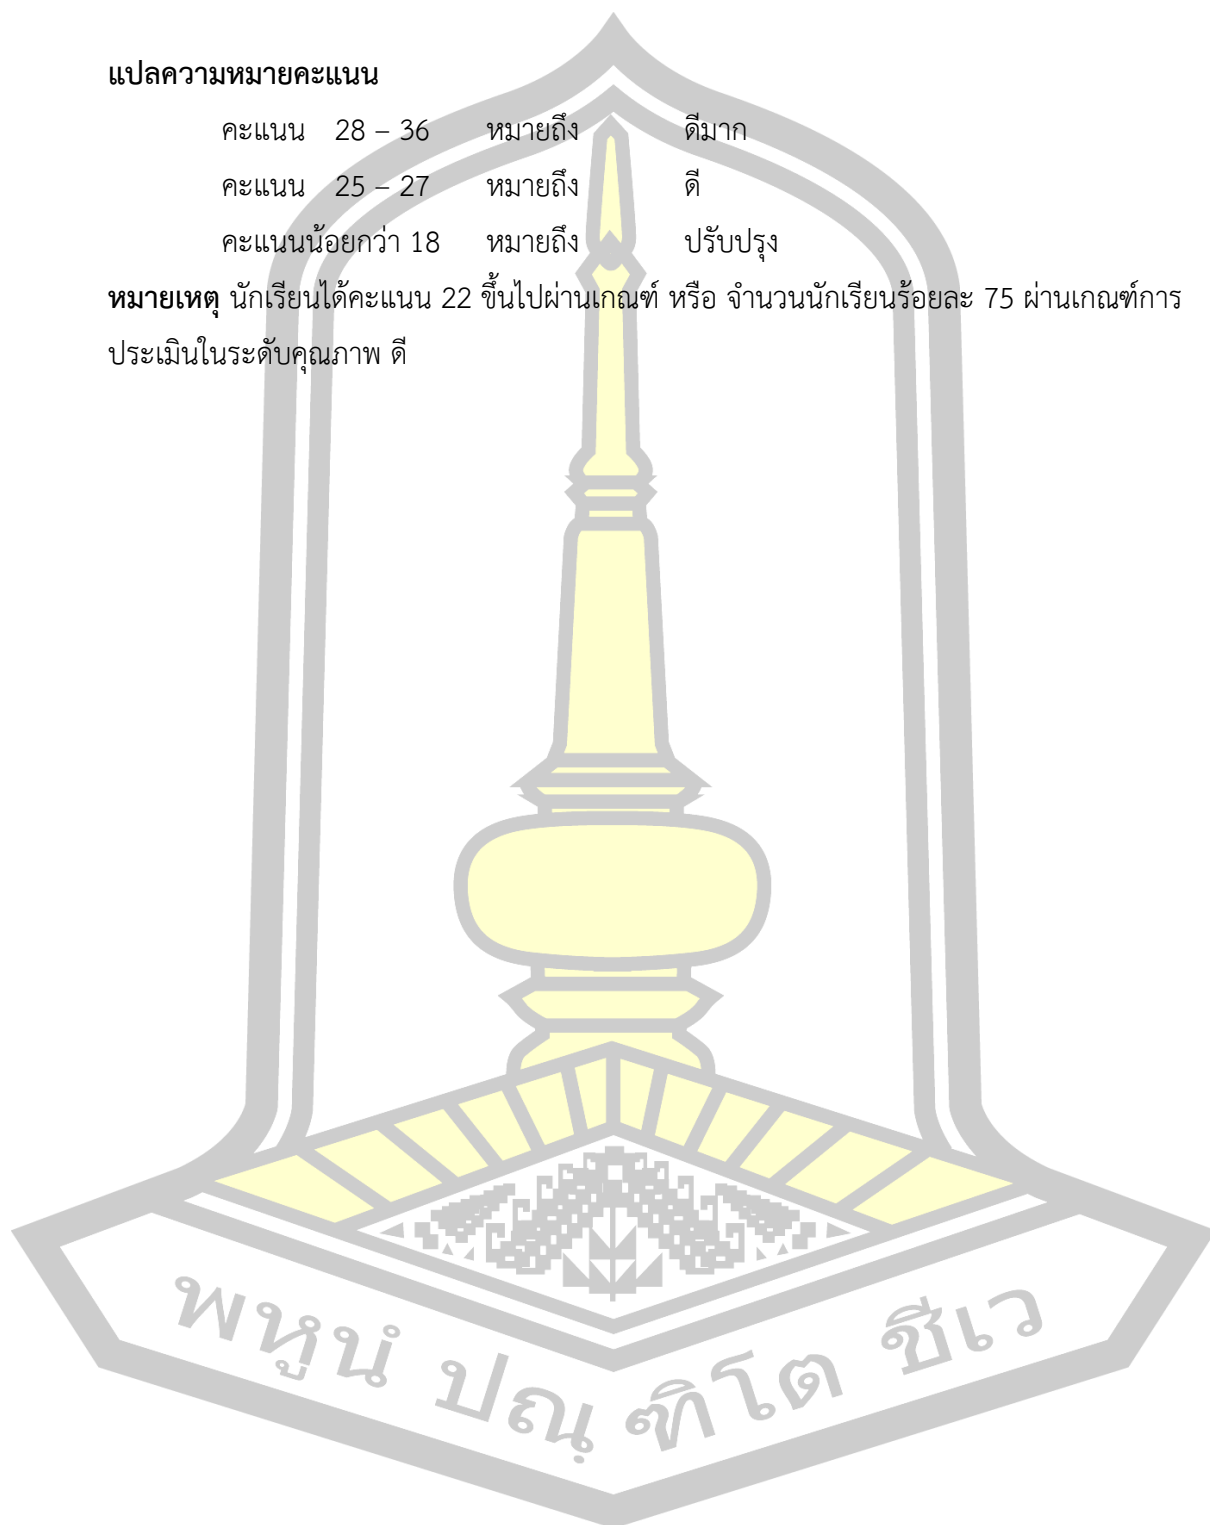 แปลความหมายคะแนน
คะแนน 28 – 36 หมายถึง ดีมาก
คะแนน 25 – 27 หมายถึง ดี
คะแนนน้อยกว่า 18 หมายถึง ปรับปรุง
หมายเหตุ นักเรียนได้คะแนน 22 ขึ้นไปผ่านเกณฑ์ หรือ จำนวนนักเรียนร้อยละ 75 ผ่านเกณฑ์การ
ประเมินในระดับคุณภาพ ดี
พหูนํ ปณฺฑิโต ชีเว